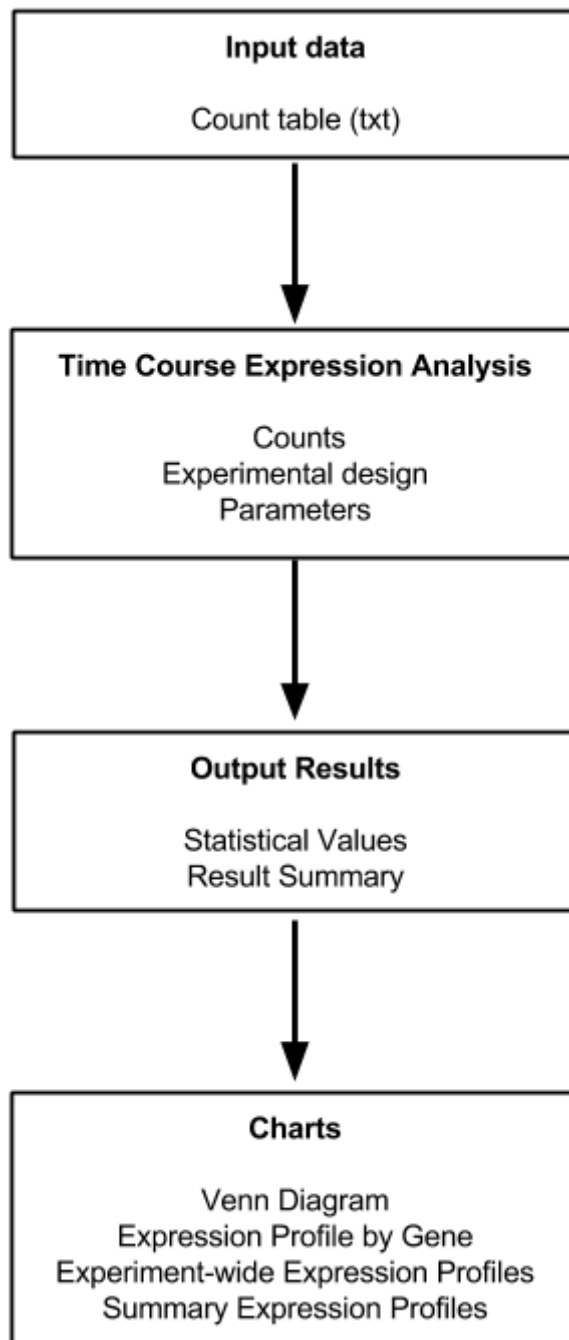 Input data
Count table (txt)
Time Course Expression Analysis
Counts
Experimental design
Parameters
Output Results
Statistical Values
Result Summary
Charts
Venn Diagram
Expression Profile by Gene
Experiment-wide Expression Profiles
Summary Expression Profiles